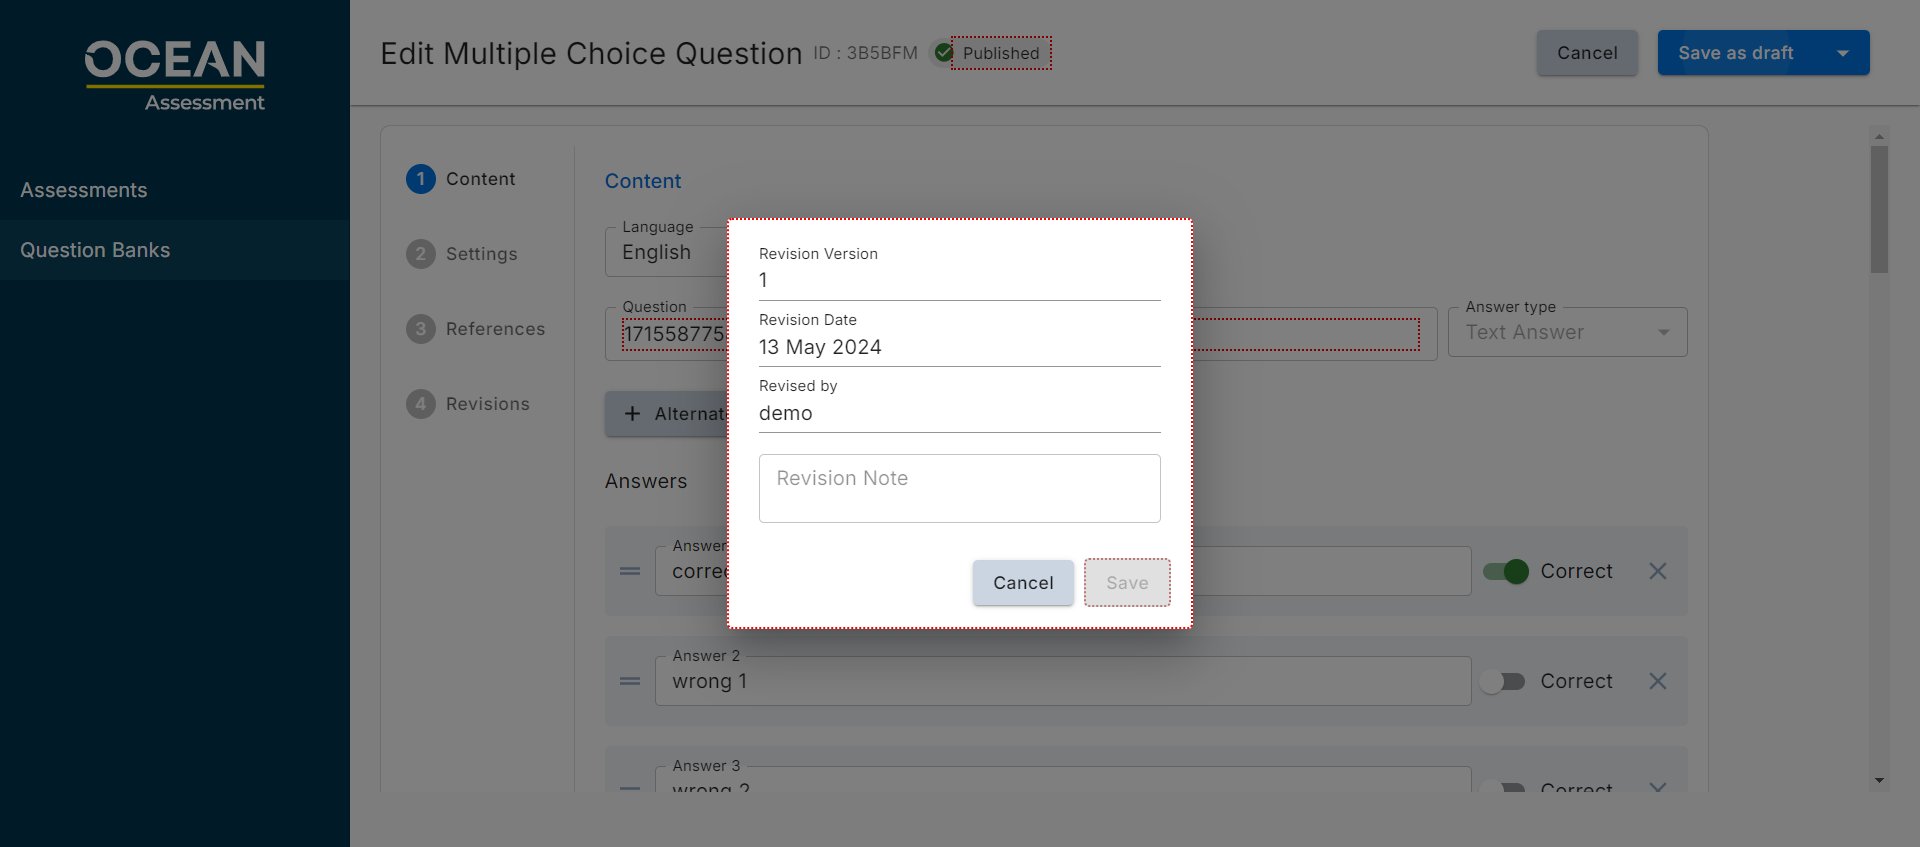 OCEAN
Assessment
Assessments
Question Banks
Edit Multiple Choice Question ID : 3B5BFM Published
Cancel
Save as draft
1 Content
2 Settings
3 References
4 Revisions
Content
Language
English
Question
171558775
Answer type
Text Answer
Answers
Answer
Correct
Answer 2
wrong 1
Correct
Answer 3
wrong 2
Correct
Revision Version
1
Revision Date
13 May 2024
Revised by
demo
Revision Note
Cancel
Save